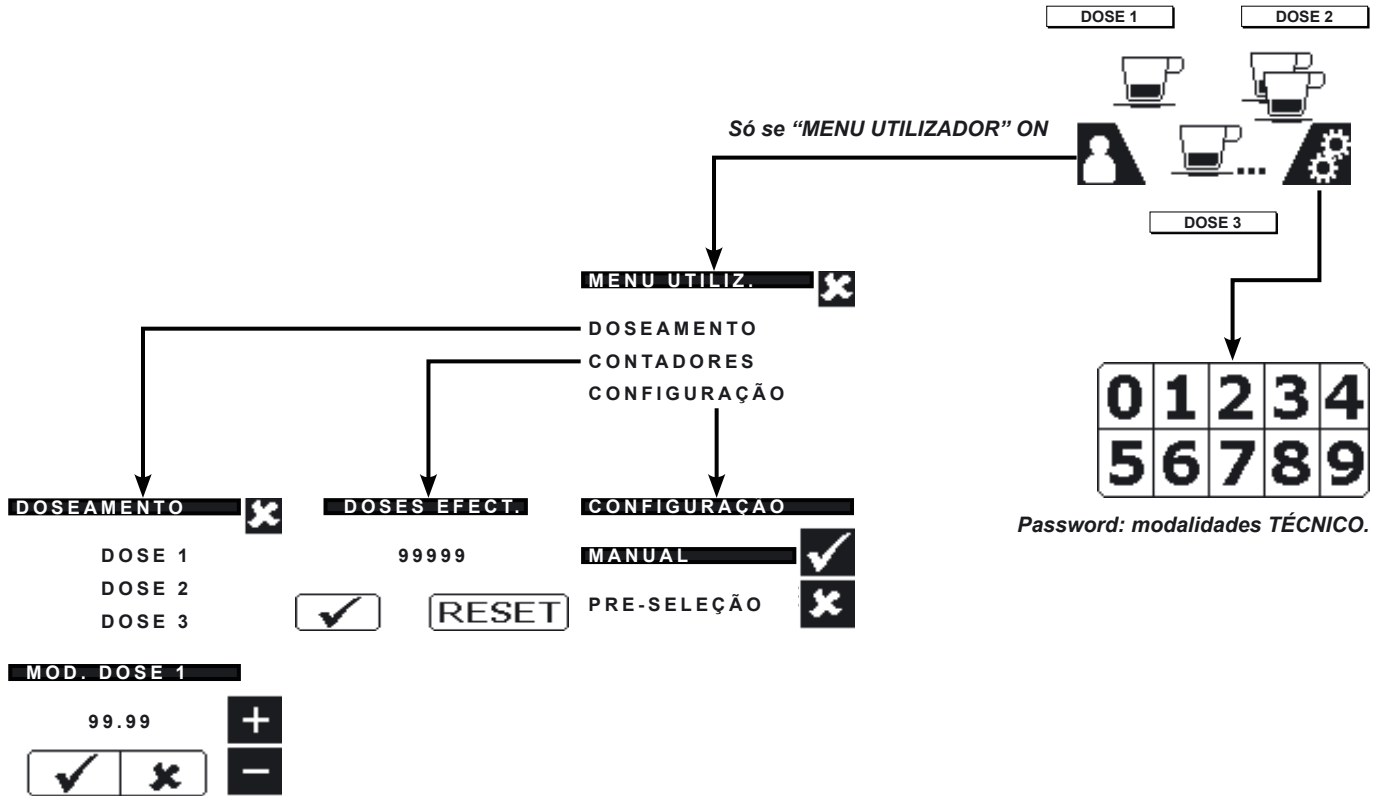 DOSE 1
DOSE 2
Só se “MENU UTILIZADOR” ON
...
DOSE 3
MENU UTILIZ.
DOSEAMENTO
CONTADORES
CONFIGURAÇÃO
0 1 2 3 4
5 6 7 8 9
Password: modalidades TÉCNICO.
DOSEAMENTO
DOSE 1
DOSE 2
DOSE 3
DOSES EFECT.
99999
RESET
CONFIGURAÇAO
MANUAL
PRE-SELEÇÃO
MOD. DOSE 1
99.99
+
−